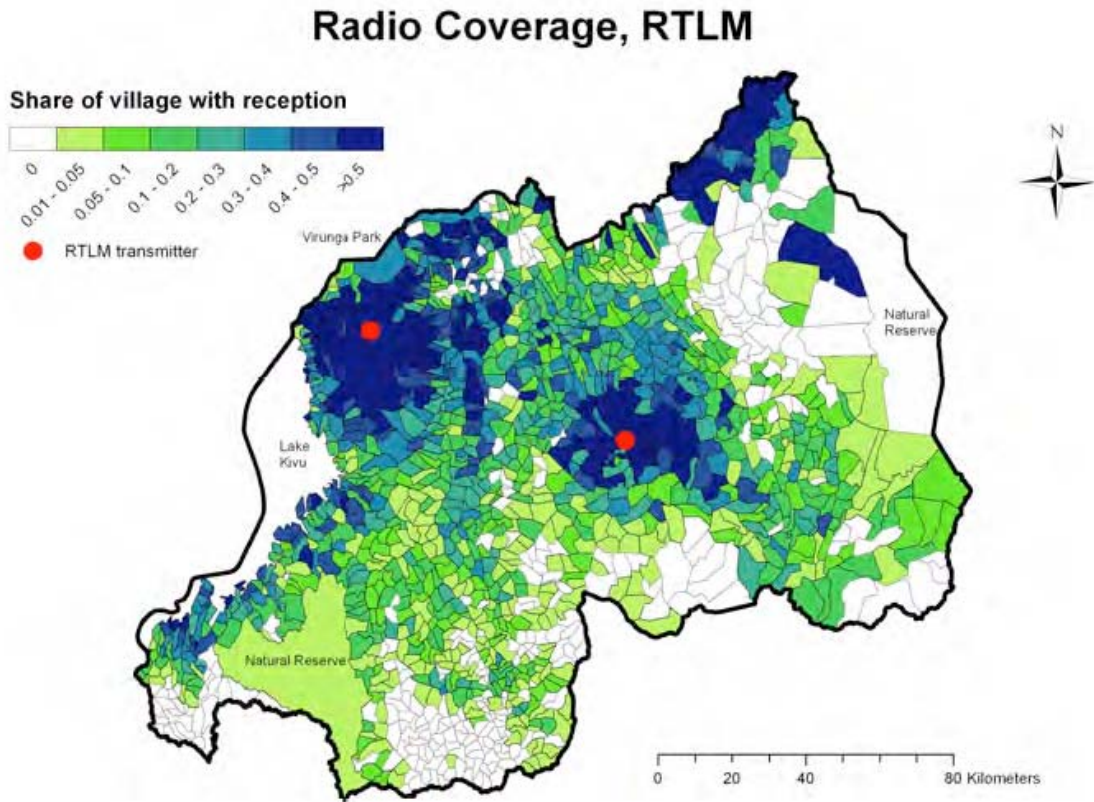 Radio Coverage, RTLM
Share of village with reception
0
0.01 - 0.05
0.05 - 0.1
0.1 - 0.2
0.2 - 0.3
0.3 - 0.4
0.4 - 0.5
>0.5
RTLM transmitter
N
Virunga Park
Natural
Reserve
Lake
Kivu
Natural Reserve
0 20 40 80 Kilometers